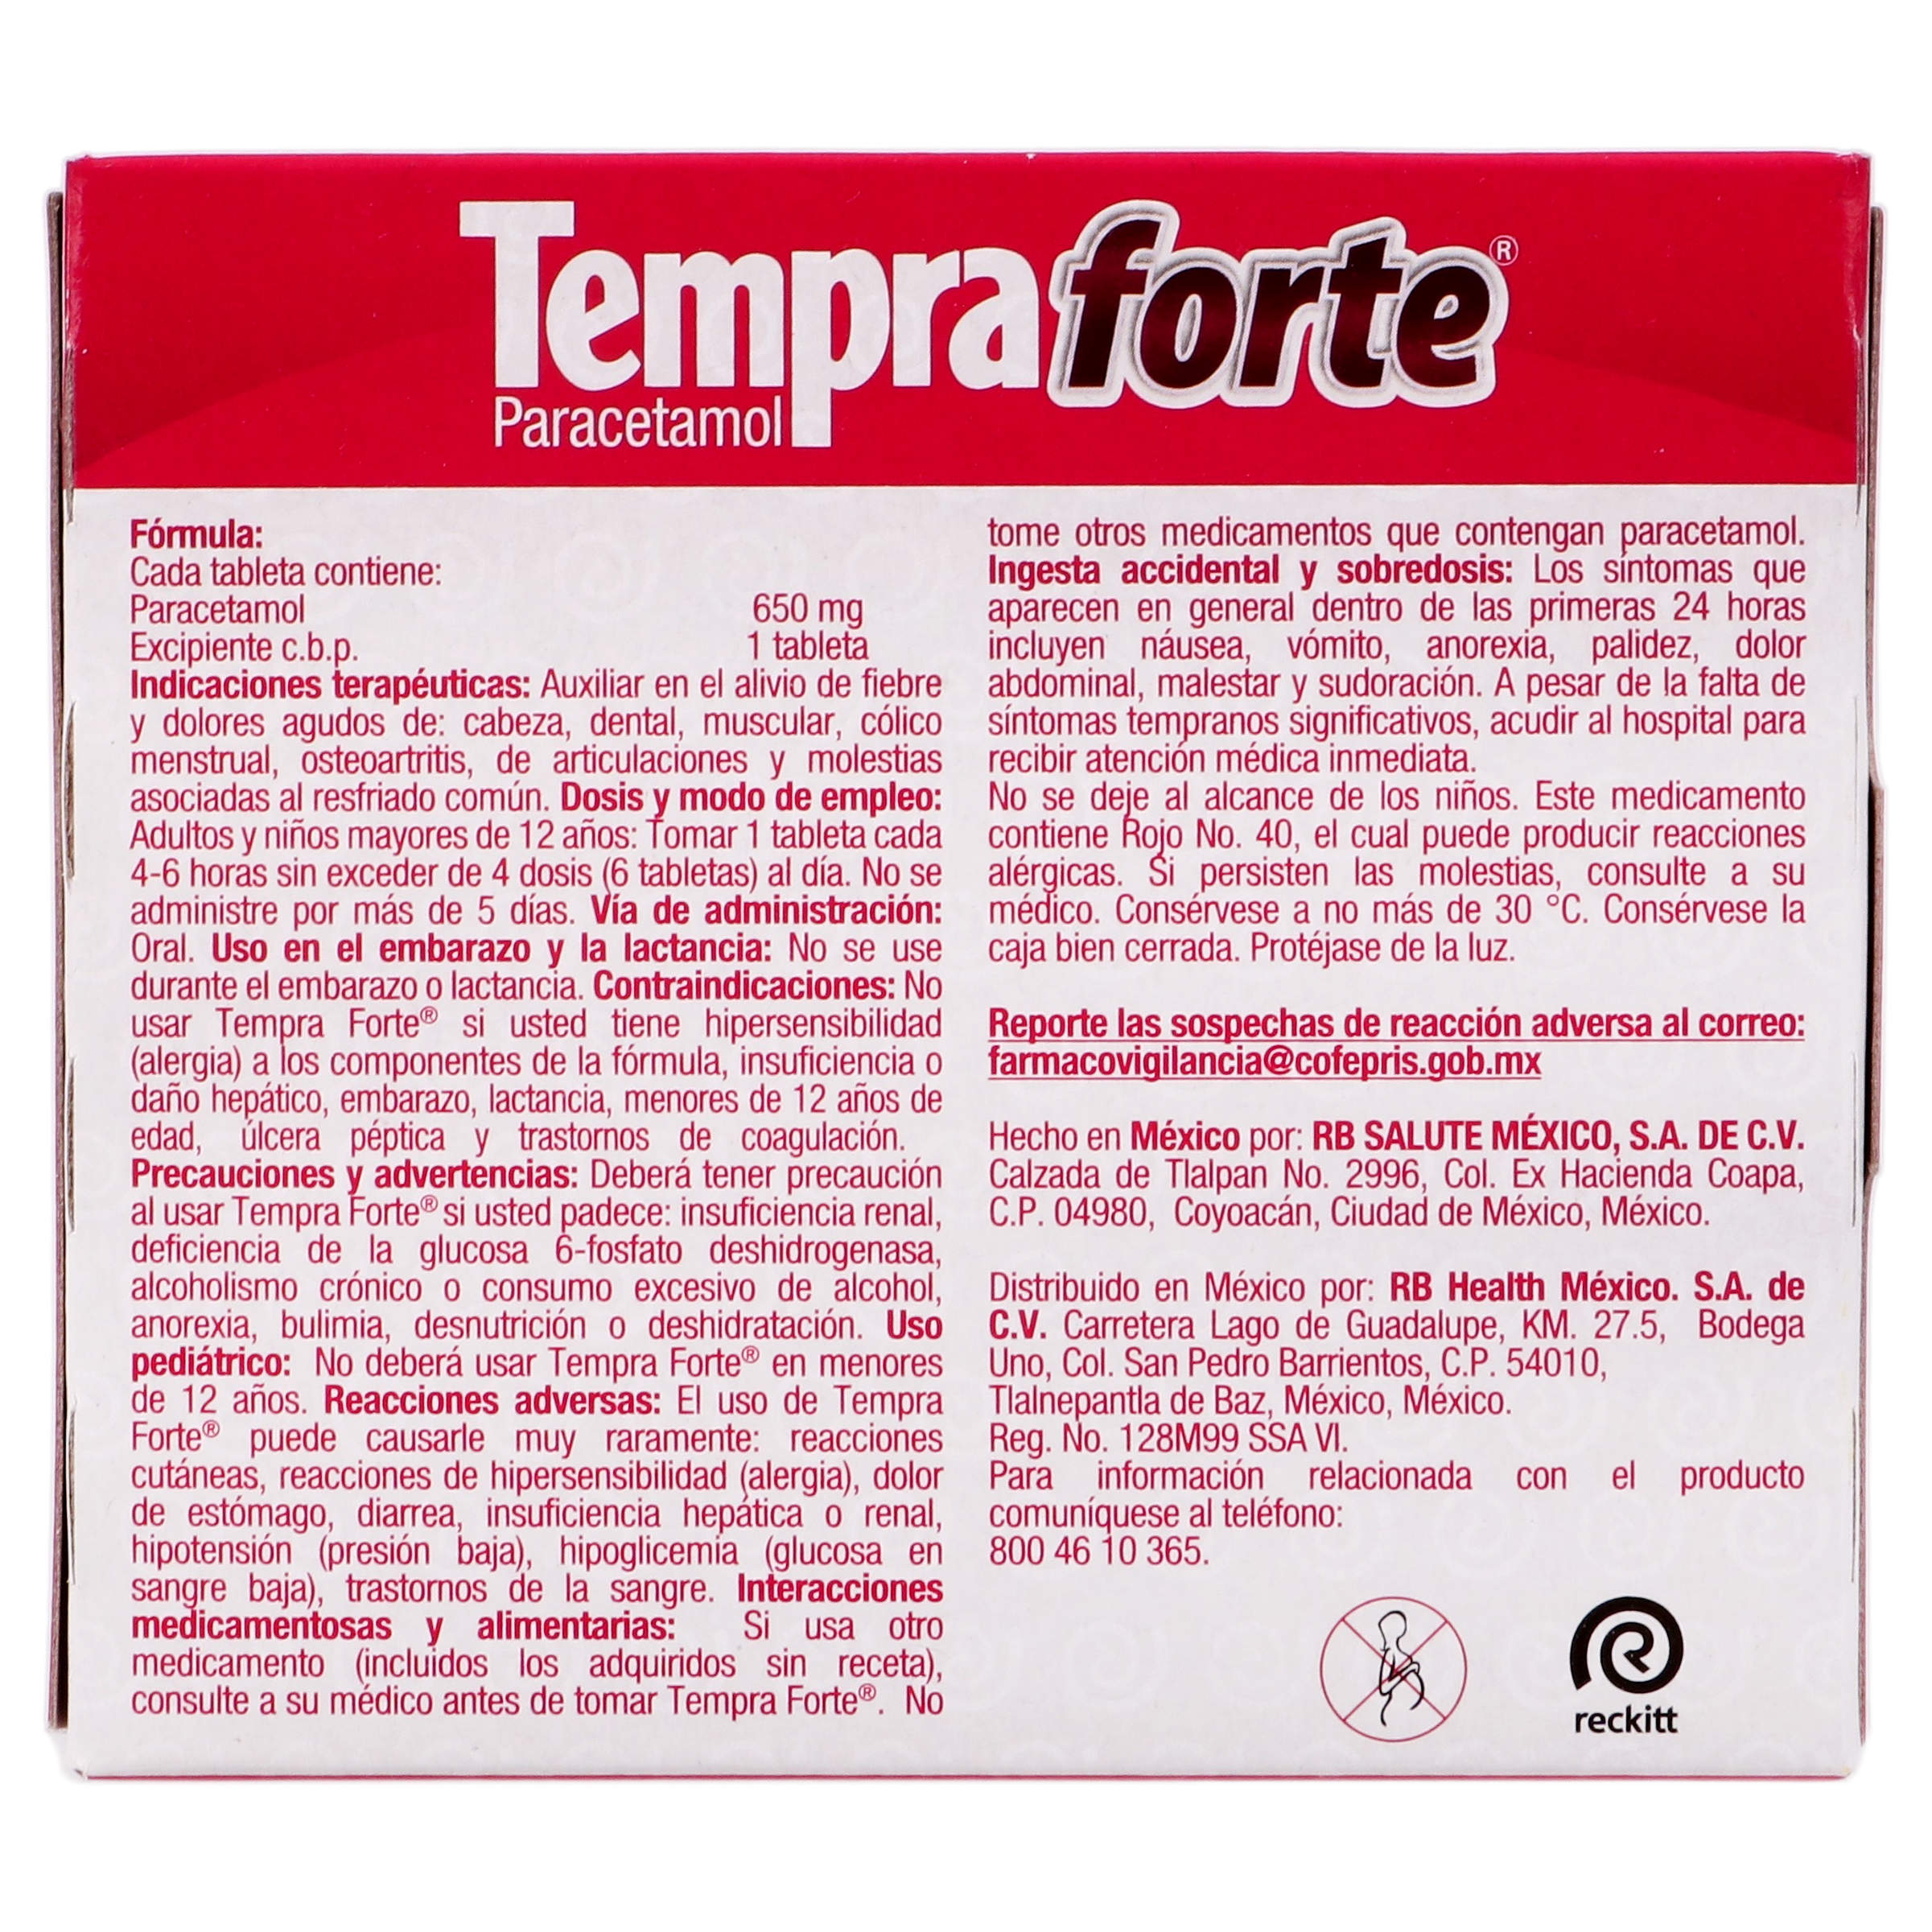 Tempra forte®
Paracetamol
Fórmula:
Cada tableta contiene:
Paracetamol 650 mg
Excipiente c.b.p. 1 tableta
Indicaciones terapéuticas: Auxiliar en el alivio de fiebre
y dolores agudos de: cabeza, dental, muscular, cólico
menstrual, osteoartritis, de articulaciones y molestias
asociadas al resfriado común. Dosis y modo de empleo:
Adultos y niños mayores de 12 años: Tomar 1 tableta cada
4-6 horas sin exceder de 4 dosis (6 tabletas) al día. No se
administre por más de 5 días. Vía de administración:
Oral. Uso en el embarazo y la lactancia: No se use
durante el embarazo o lactancia. Contraindicaciones: No
usar Tempra Forte® si usted tiene hipersensibilidad
(alergia) a los componentes de la fórmula, insuficiencia o
daño hepático, embarazo, lactancia, menores de 12 años de
edad, úlcera péptica y trastornos de coagulación.
Precauciones y advertencias: Deberá tener precaución
al usar Tempra Forte® si usted padece: insuficiencia renal,
deficiencia de la glucosa 6-fosfato deshidrogenasa,
alcoholismo crónico o consumo excesivo de alcohol,
anorexia, bulimia, desnutrición o deshidratación. Uso
pediátrico: No deberá usar Tempra Forte® en menores
de 12 años. Reacciones adversas: El uso de Tempra
Forte® puede causarle muy raramente: reacciones
cutáneas, reacciones de hipersensibilidad (alergia), dolor
de estómago, diarrea, insuficiencia hepática o renal,
hipotensión (presión baja), hipoglicemia (glucosa en
sangre baja), trastornos de la sangre. Interacciones
medicamentosas y alimentarias: Si usa otro
medicamento (incluidos los adquiridos sin receta),
consulte a su médico antes de tomar Tempra Forte®. No
tome otros medicamentos que contengan paracetamol.
Ingesta accidental y sobredosis: Los síntomas que
aparecen en general dentro de las primeras 24 horas
incluyen náusea, vómito, anorexia, palidez, dolor
abdominal, malestar y sudoración. A pesar de la falta de
síntomas tempranos significativos, acudir al hospital para
recibir atención médica inmediata.
No se deje al alcance de los niños. Este medicamento
contiene Rojo No. 40, el cual puede producir reacciones
alérgicas. Si persisten las molestias, consulte a su
médico. Consérvese a no más de 30 °C. Consérvese la
caja bien cerrada. Protéjase de la luz.
Reporte las sospechas de reacción adversa al correo:
farmacovigilancia@cofepris.gob.mx
Hecho en México por: RB SALUTE MÉXICO, S.A. DE C.V.
Calzada de Tlalpan No. 2996, Col. Ex Hacienda Coapa,
C.P. 04980, Coyoacán, Ciudad de México, México.
Distribuido en México por: RB Health México. S.A. de
C.V. Carretera Lago de Guadalupe, KM. 27.5, Bodega
Uno, Col. San Pedro Barrientos, C.P. 54010,
Tlalnepantla de Baz, México, México.
Reg. No. 128M99 SSA VI.
Para información relacionada con el producto
comuníquese al teléfono:
800 46 10 365.
reckitt